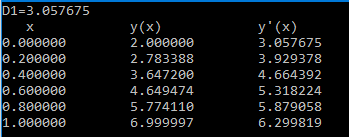 D1=3.057675
x y(x) y'(x)
0.000000 2.000000 3.057675
0.200000 2.783388 3.929378
0.400000 3.647200 4.664392
0.600000 4.649474 5.318224
0.800000 5.774110 5.879058
1.000000 6.999997 6.299819